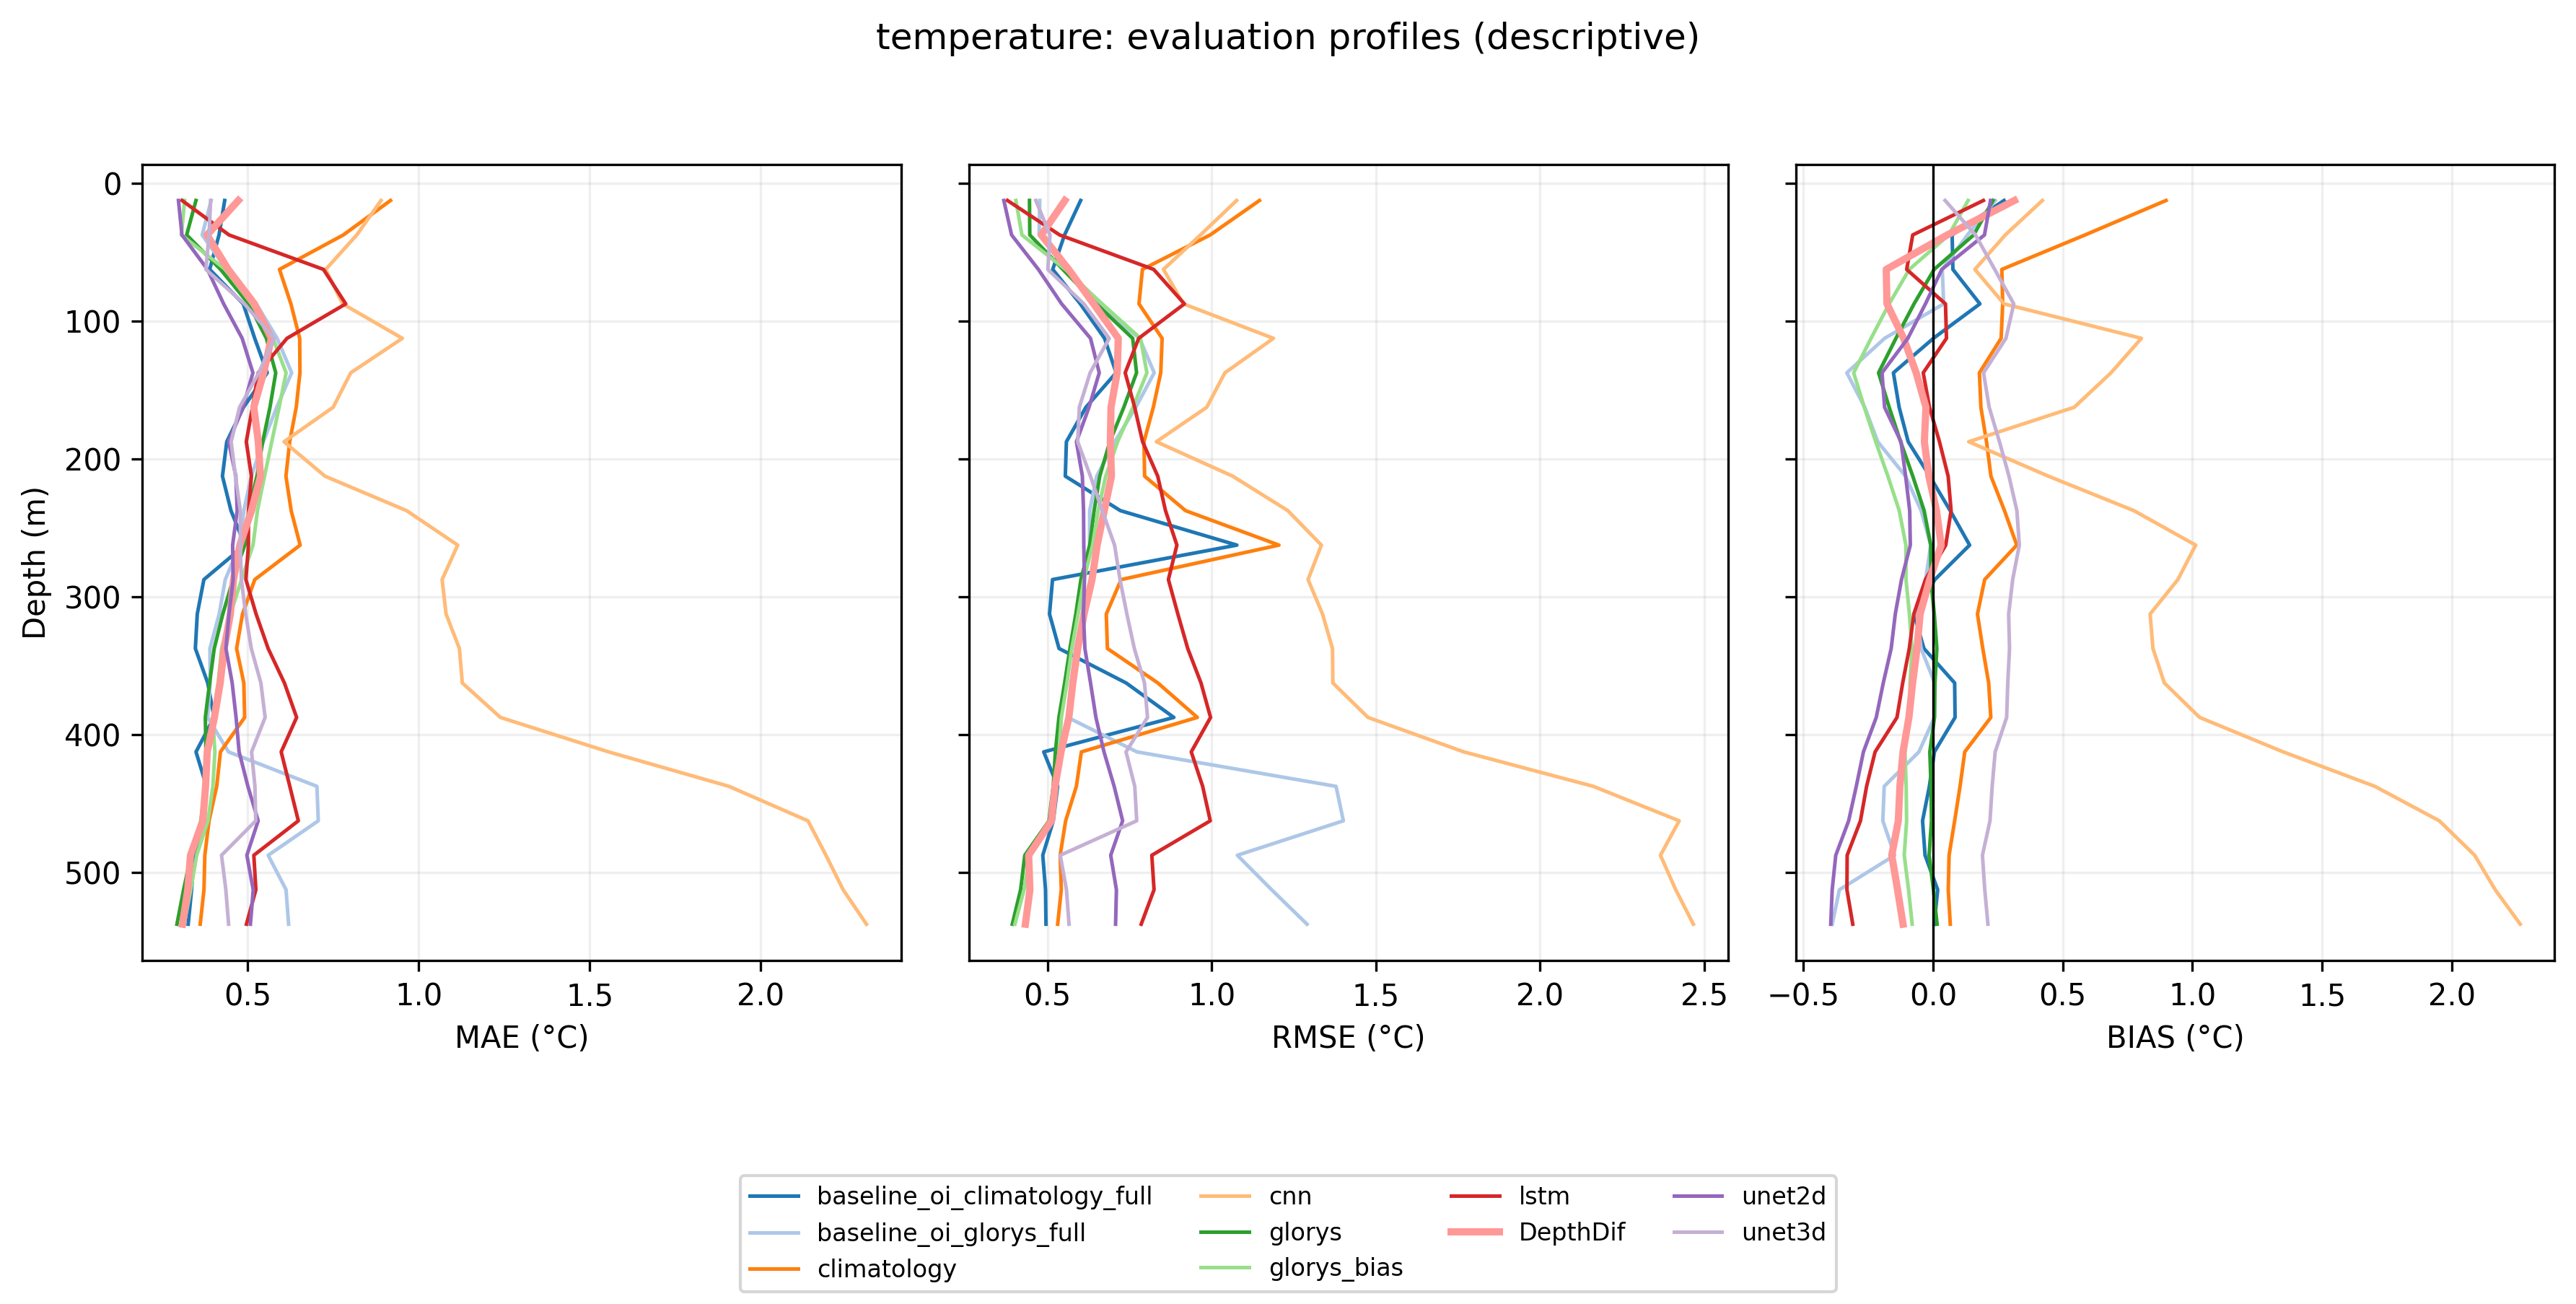 temperature: evaluation profiles (descriptive)
Depth (m)
0
100
200
300
400
500
0.5 1.0 1.5 2.0
MAE (°C)
0.5 1.0 1.5 2.0 2.5
RMSE (°C)
−0.5 0.0 0.5 1.0 1.5 2.0
BIAS (°C)
baseline_oi_climatology_full
baseline_oi_glorys_full
climatology
cnn
glorys
glorys_bias
lstm
DepthDif
unet2d
unet3d